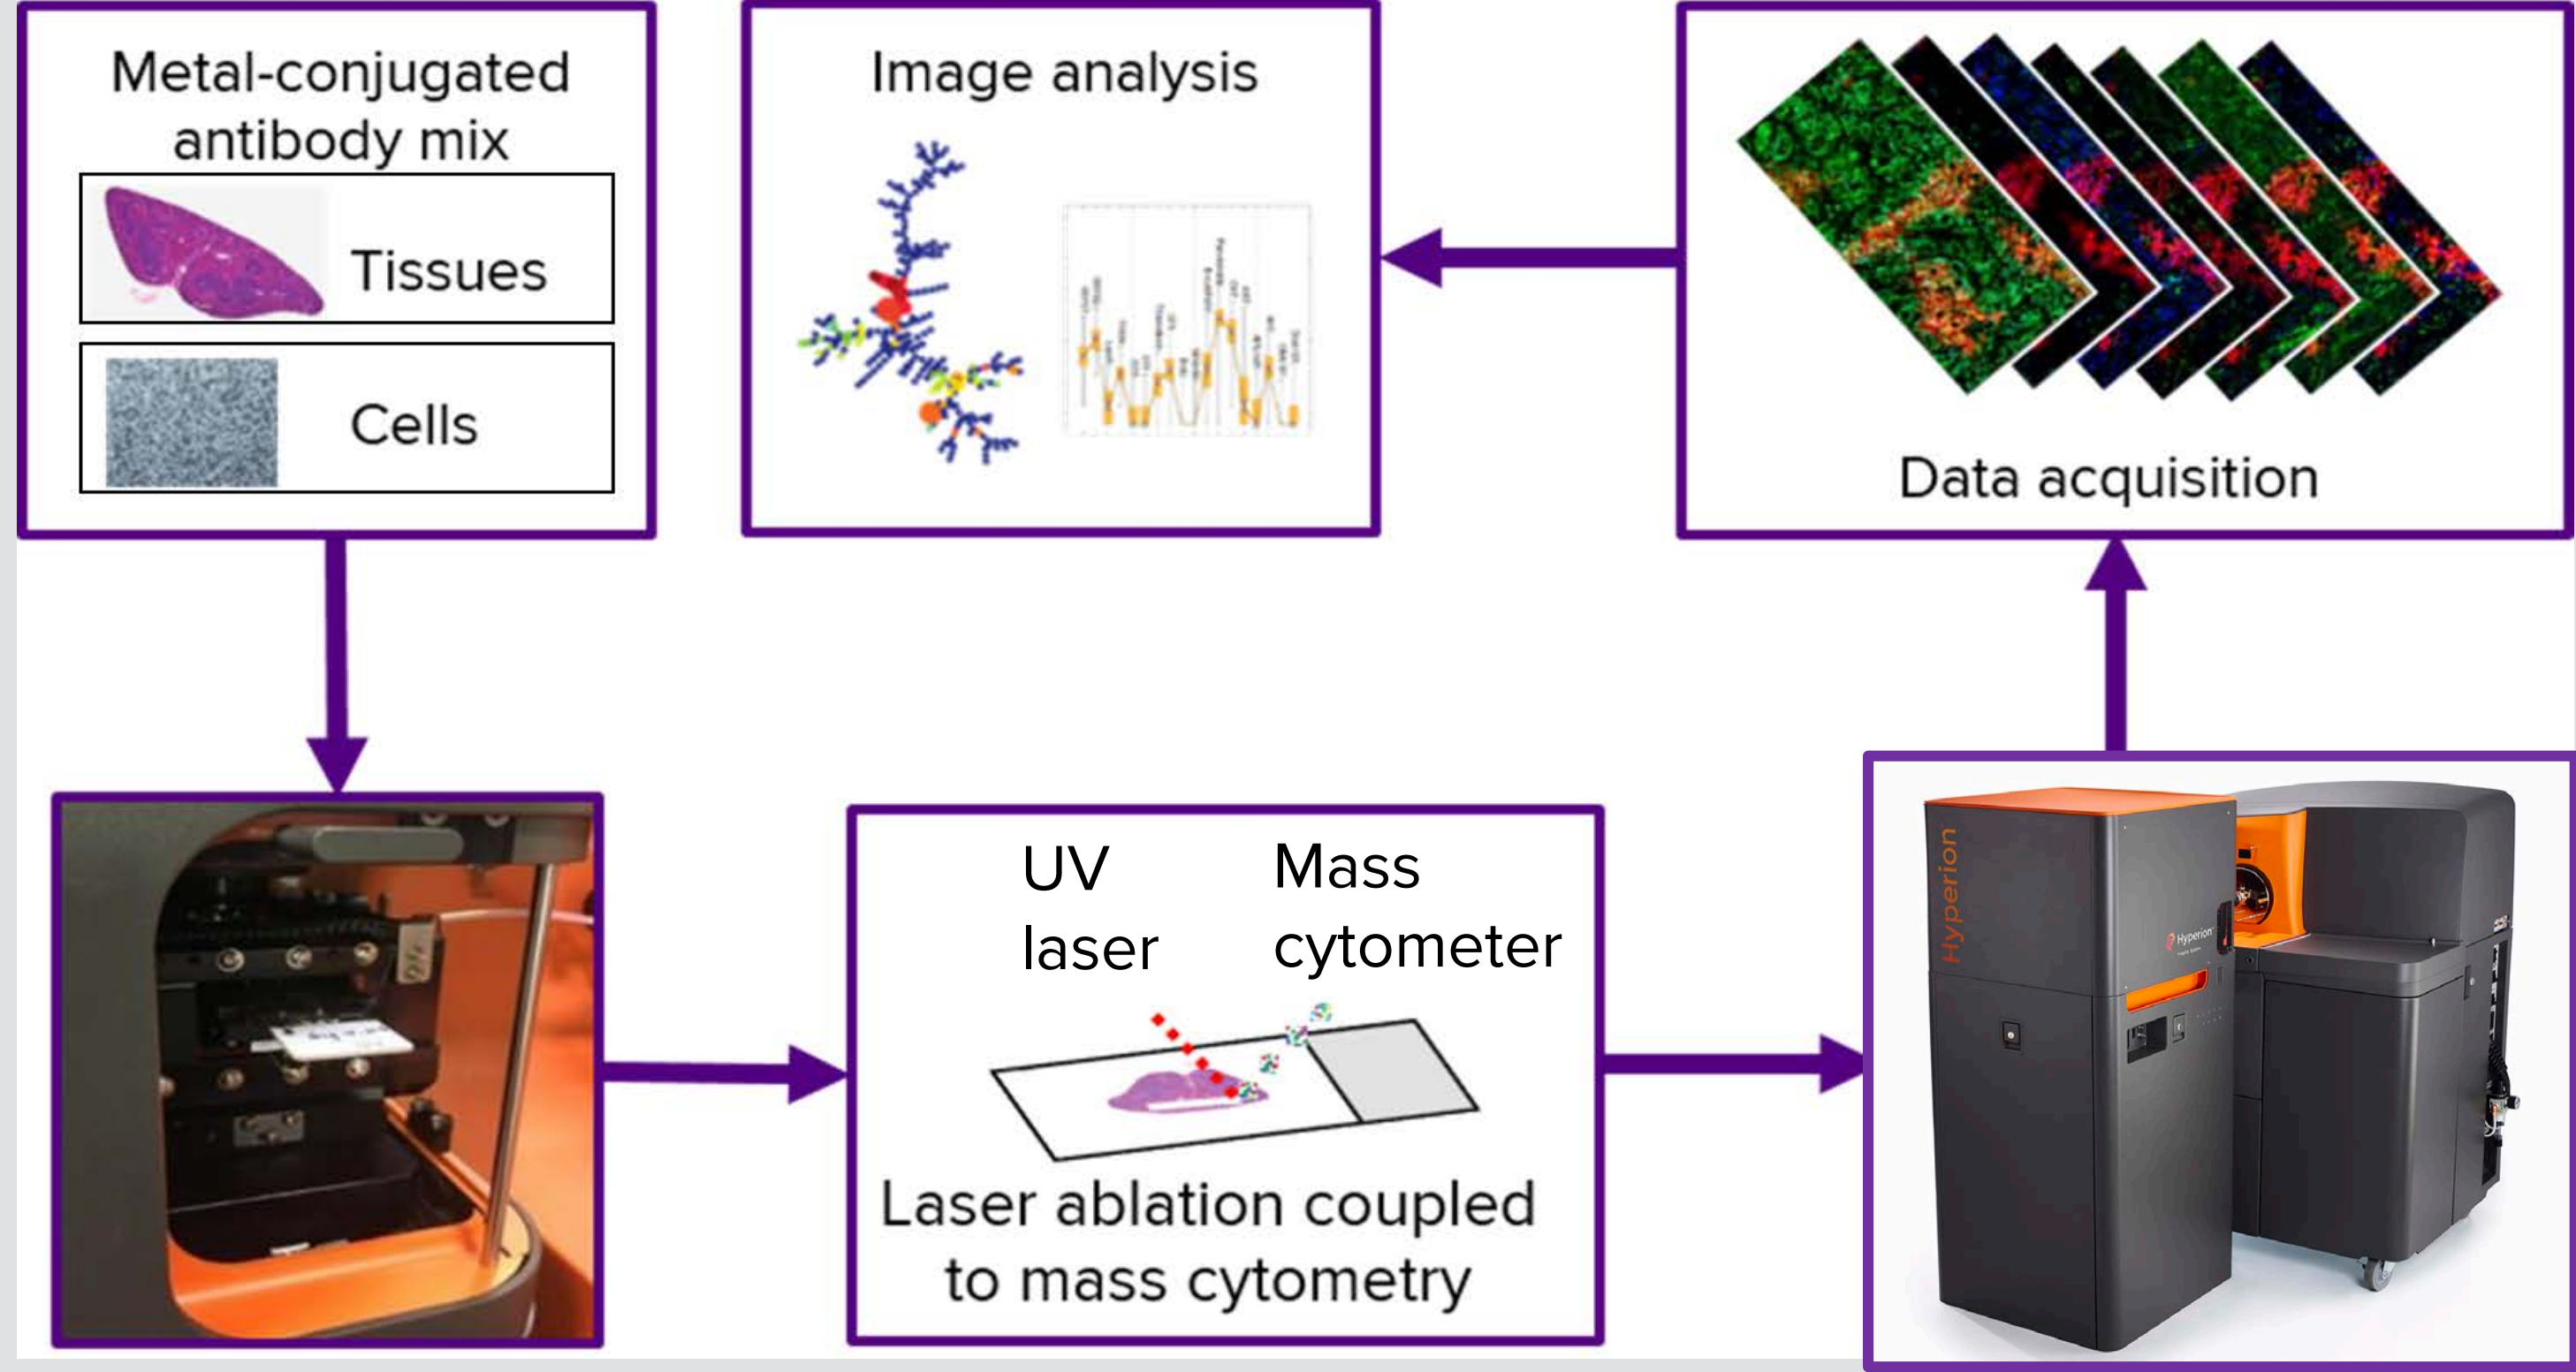 Metal-conjugated
antibody mix
Tissues
Cells
Image analysis
Data acquisition
UV
laser
Mass
cytometer
Laser ablation coupled
to mass cytometry
Hyperion
Hyperion